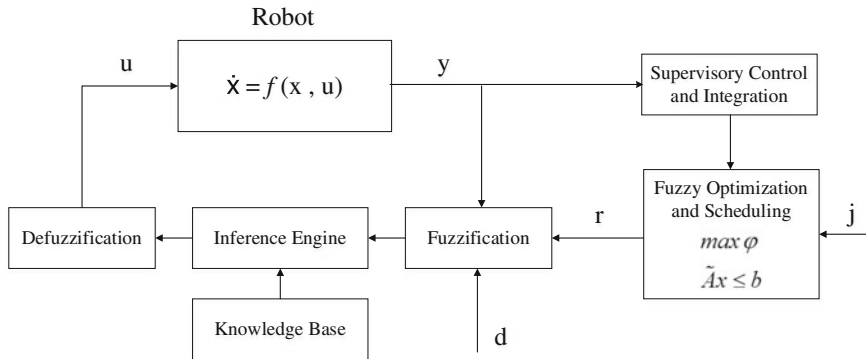 Robot
u
ẋ = f (x , u)
y
Supervisory Control
and Integration
Defuzzification
Inference Engine
Fuzzification
r
Fuzzy Optimization
and Scheduling
max φ
Ãx ≤ b
j
Knowledge Base
d